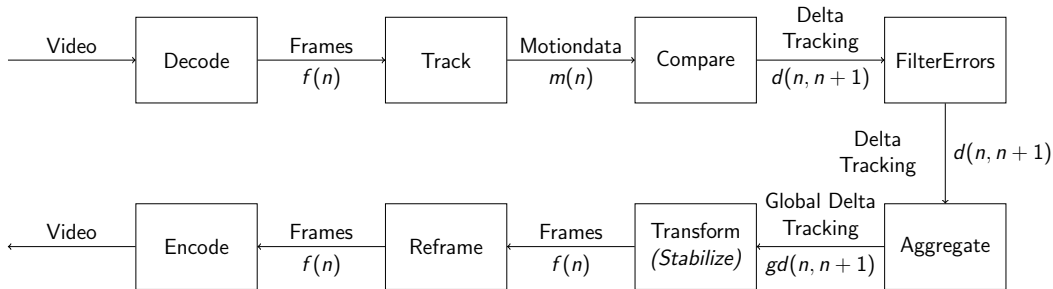 Video
Decode
Frames
f(n)
Track
Motiondata
m(n)
Compare
Delta
Tracking
d(n, n + 1)
FilterErrors
Delta
Tracking
d(n, n + 1)
Video
Encode
Frames
f(n)
Reframe
Frames
f(n)
Transform
(Stabilize)
Global Delta
Tracking
gd(n, n + 1)
Aggregate